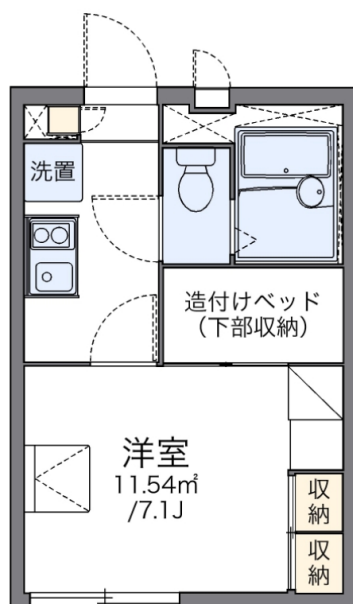 洗置
造付けベッド
（下部収納）
洋室
11.54㎡
/7.1J
収納
収納